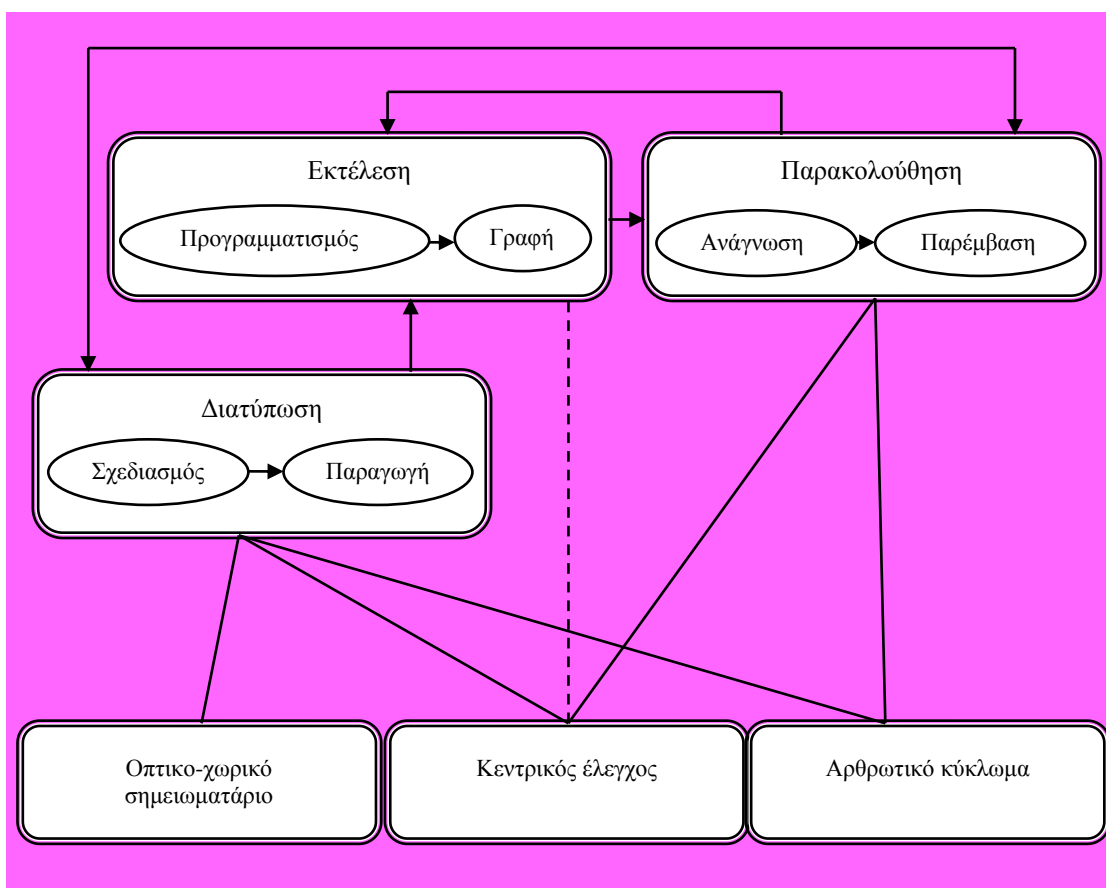 Εκτέλεση
Προγραμματισμός
Γραφή
Παρακολούθηση
Ανάγνωση
Παρέμβαση
Διατύπωση
Σχεδιασμός
Παραγωγή
Οπτικο-χωρικό
σημειωματάριο
Κεντρικός έλεγχος
Αρθρωτικό κύκλωμα